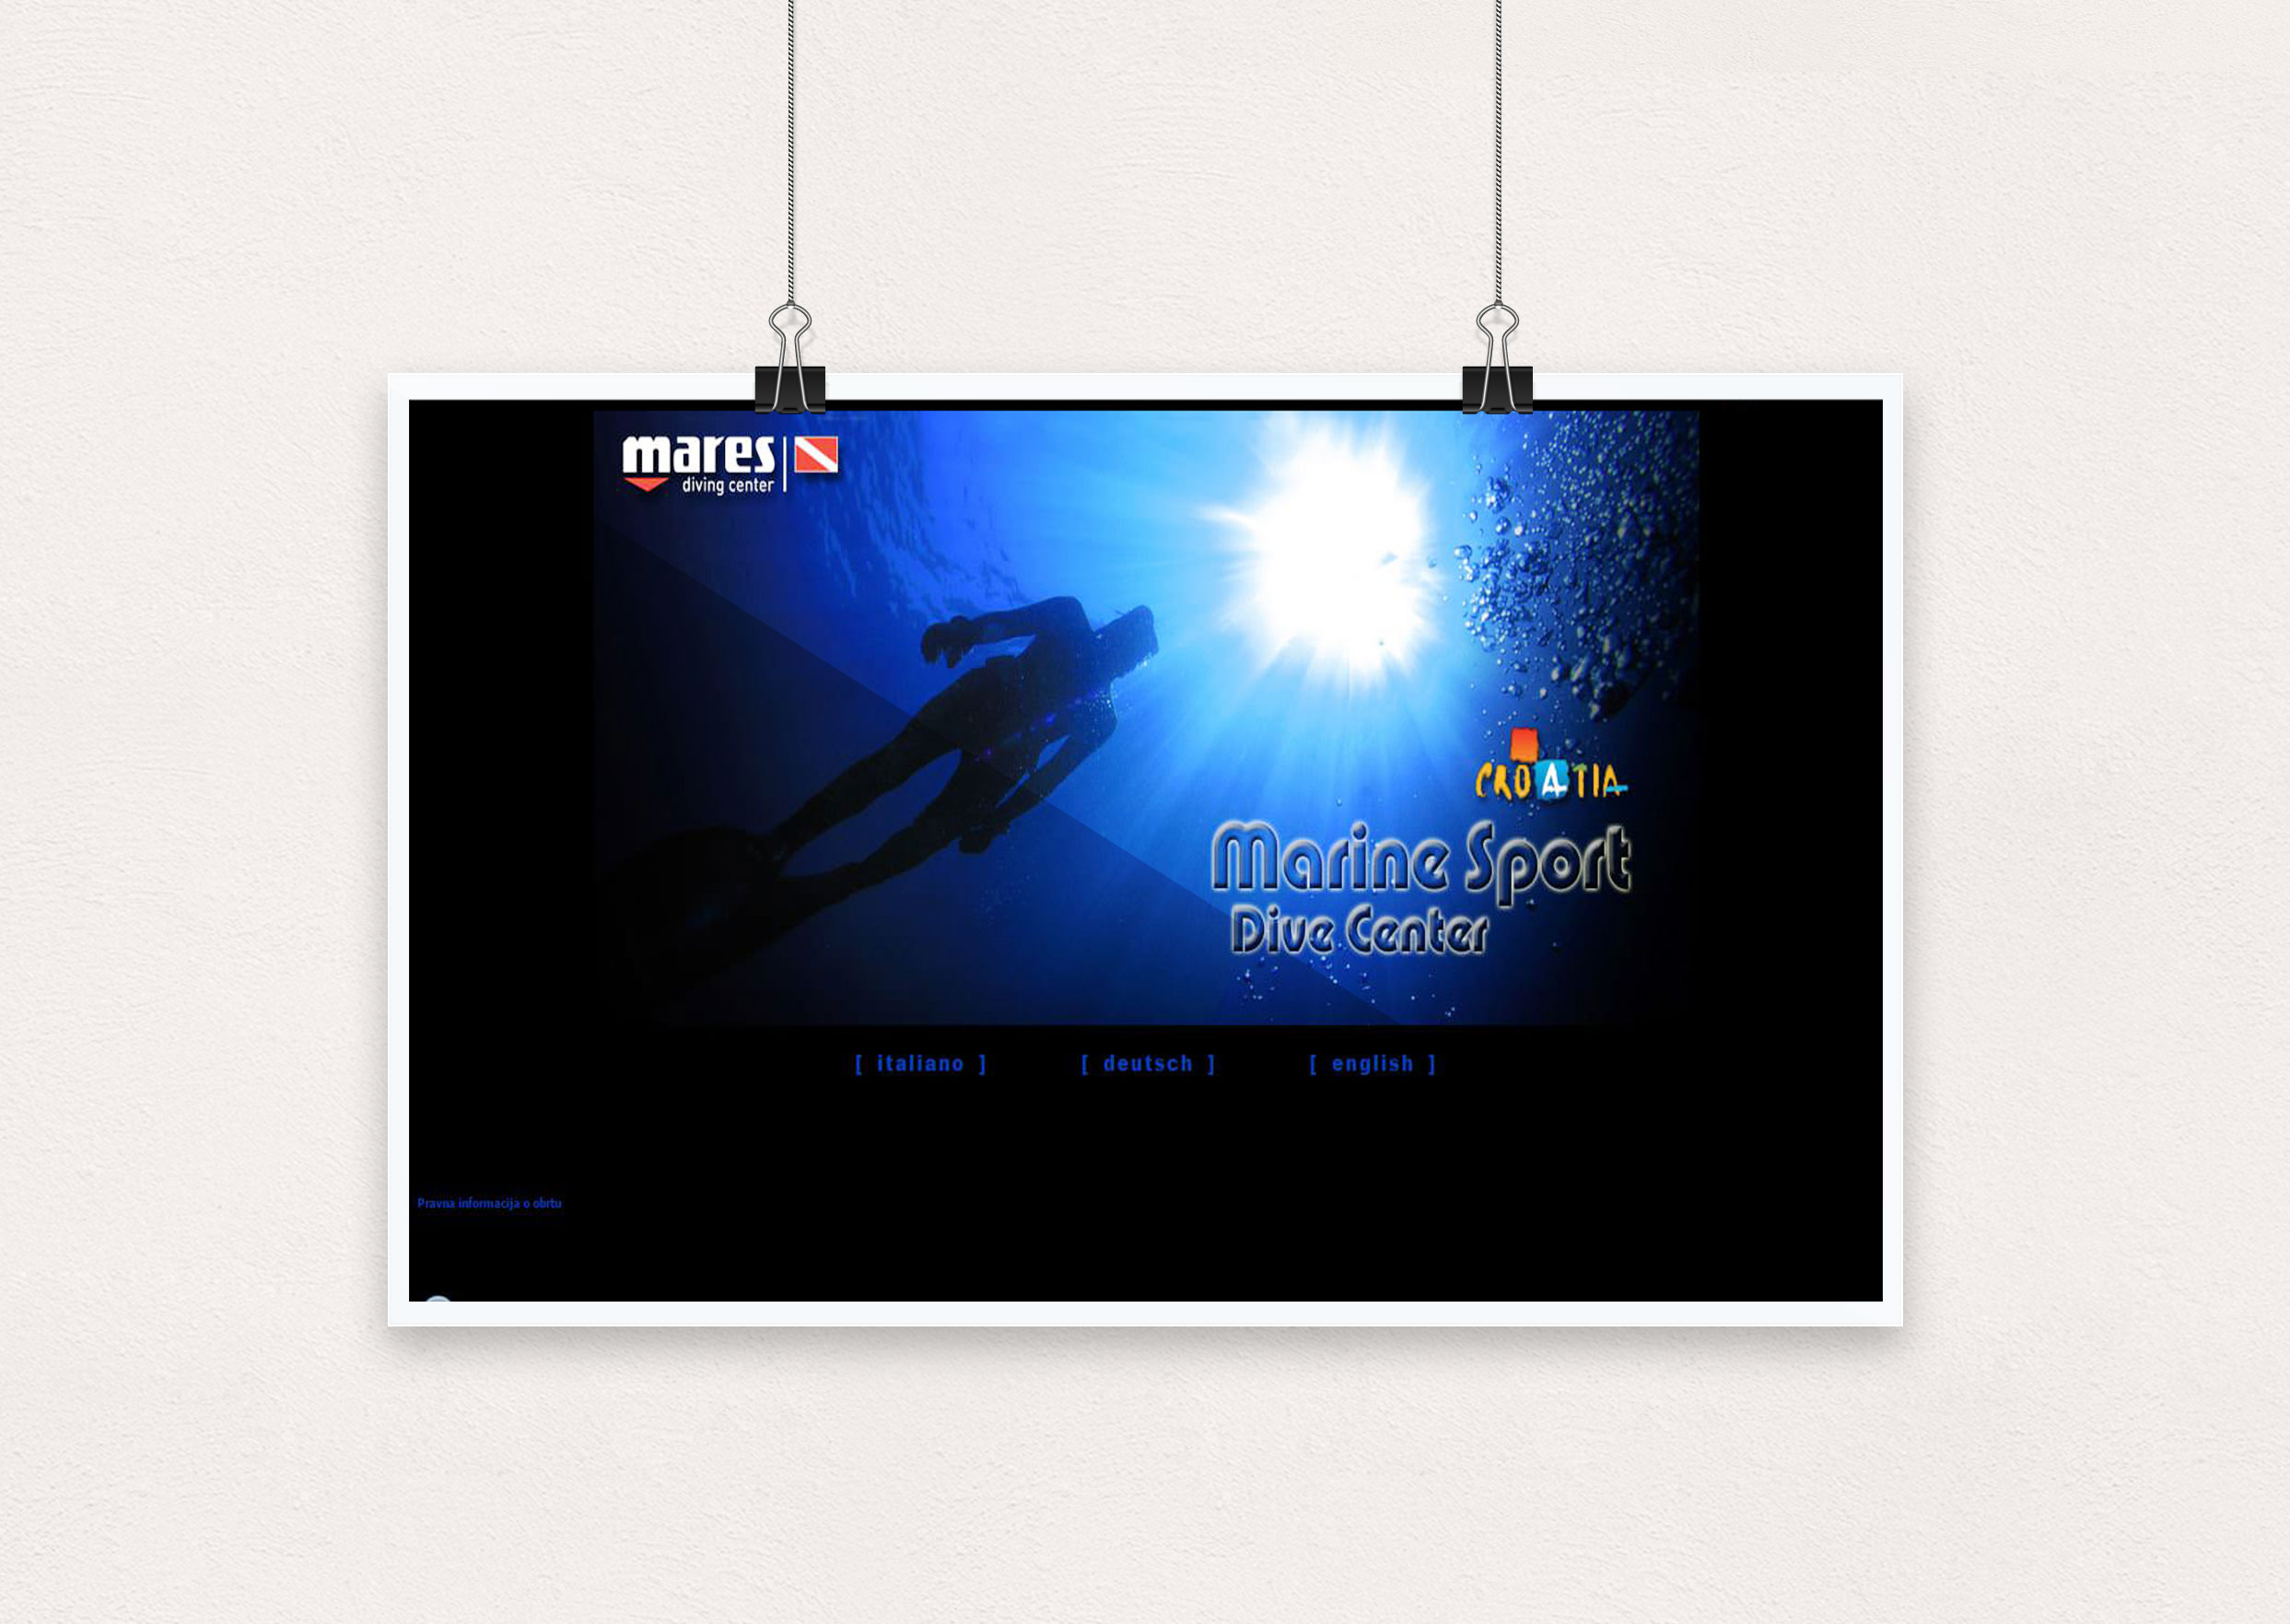 mares
diving center
CROATIA
Marine Sport
Dive Center
[ italiano ] [ deutsch ] [ english ]
Pravna informacija o obrtu